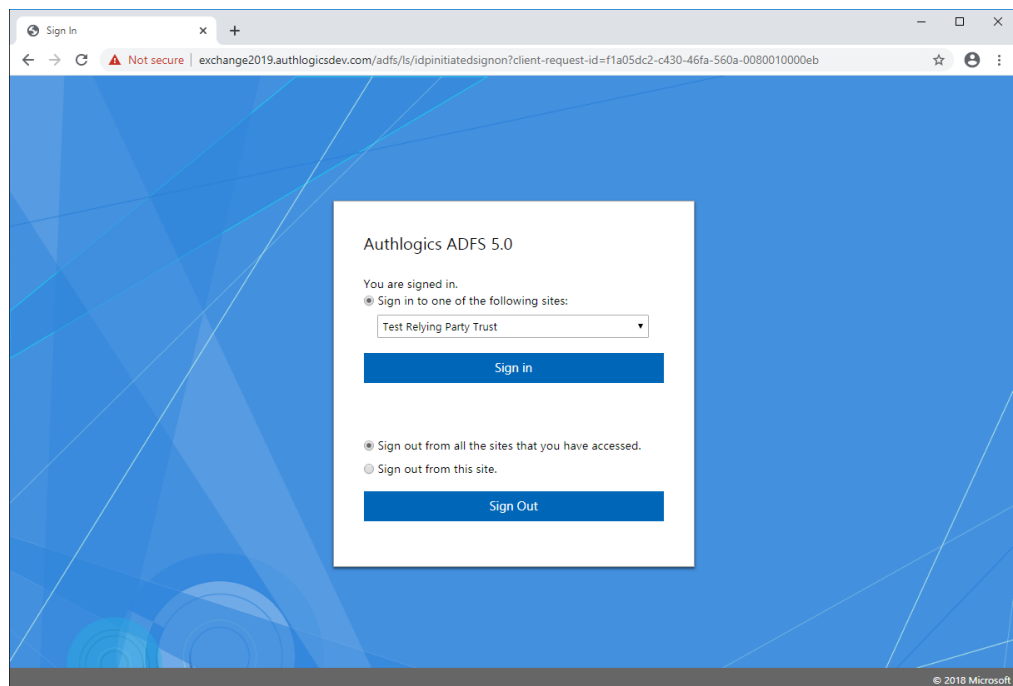 Sign In
Not secure | exchange2019.authlogicsdev.com/adfs/ls/idpinitiatedsignon?client-request-id=f1a05dc2-c430-46fa-560a-0080010000eb
Authlogics ADFS 5.0
You are signed in.
Sign in to one of the following sites:
Test Relying Party Trust
Sign in
Sign out from all the sites that you have accessed.
Sign out from this site.
Sign Out
© 2018 Microsoft